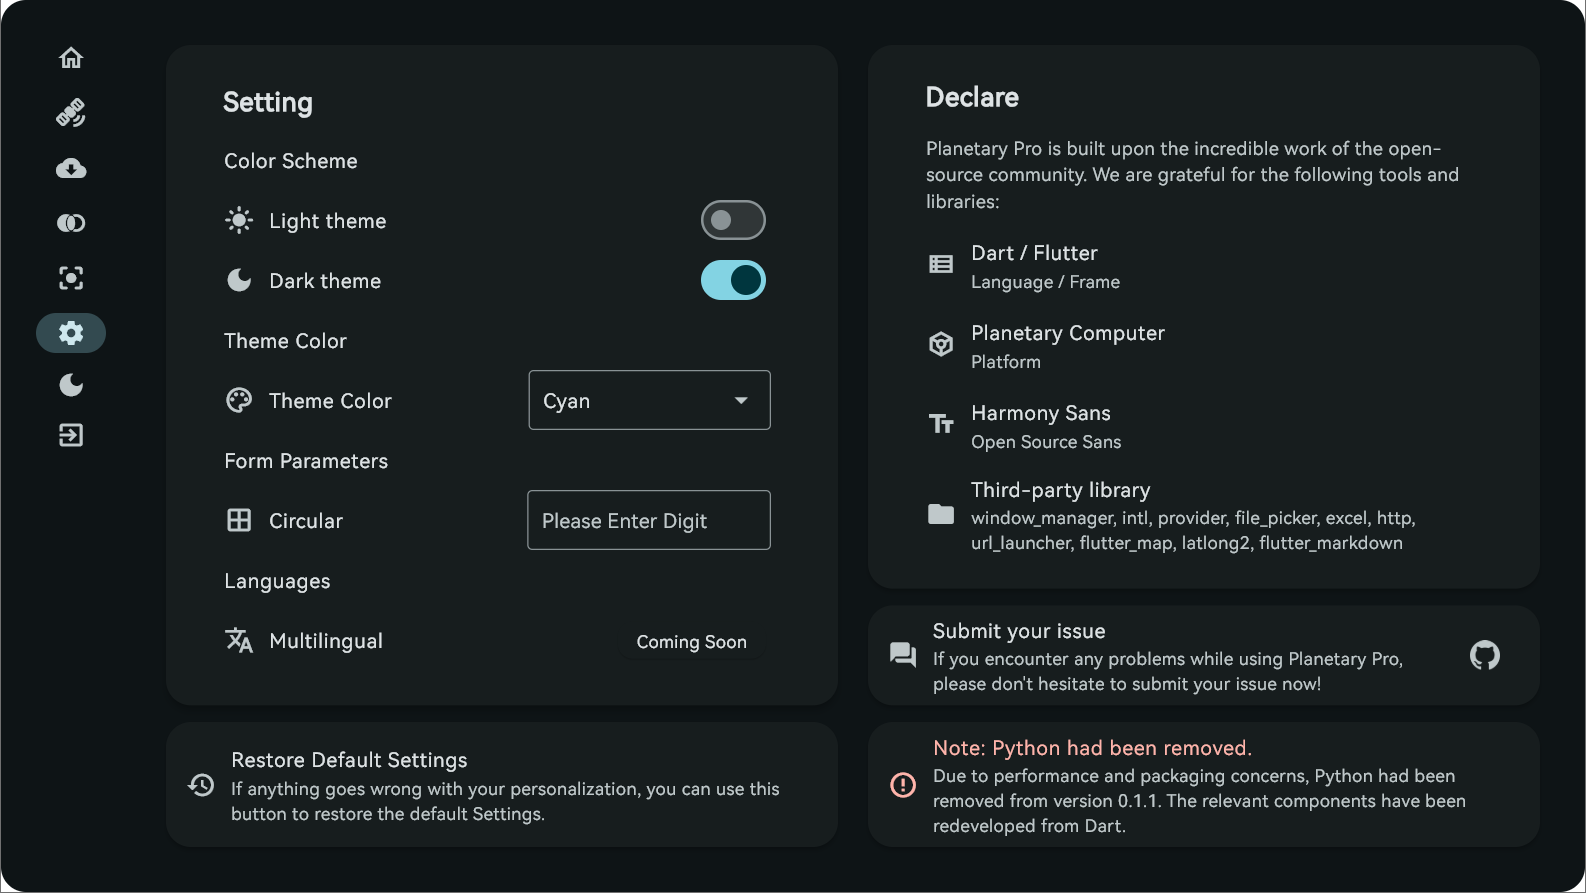 Setting
Color Scheme
Light theme
Dark theme
Theme Color
Theme Color
Cyan
Form Parameters
Circular
Please Enter Digit
Languages
Multilingual
Coming Soon
Restore Default Settings
If anything goes wrong with your personalization, you can use this
button to restore the default Settings.
Declare
Planetary Pro is built upon the incredible work of the open-
source community. We are grateful for the following tools and
libraries:
Dart / Flutter
Language / Frame
Planetary Computer
Platform
Harmony Sans
Open Source Sans
Third-party library
window_manager, intl, provider, file_picker, excel, http,
url_launcher, flutter_map, latlong2, flutter_markdown
Submit your issue
If you encounter any problems while using Planetary Pro,
please don't hesitate to submit your issue now!
Note: Python had been removed.
Due to performance and packaging concerns, Python had been
removed from version 0.1.1. The relevant components have been
redeveloped from Dart.